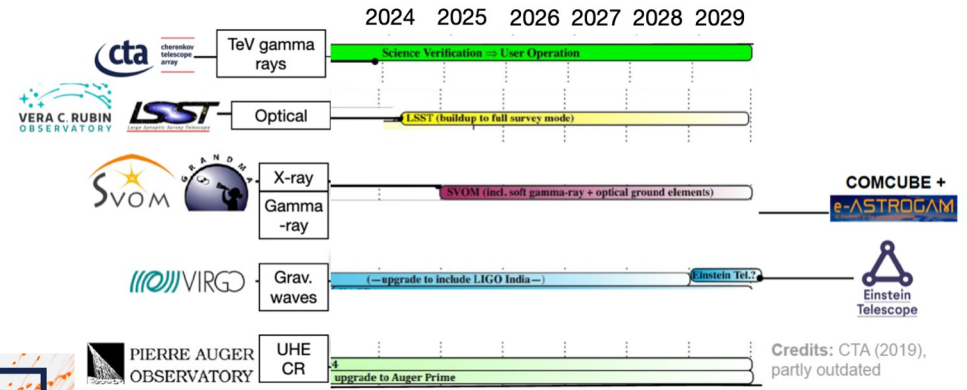 2024 2025 2026 2027 2028 2029
cta cherenkov telescope array
TeV gamma rays
Science Verification ⇒ User Operation
VERA C. RUBIN OBSERVATORY
LSST
Large Synoptic Survey Telescope
Optical
LSST (buildup to full survey mode)
SVOM
GRANDMA
X-ray
Gamma
-ray
SVOM (incl. soft gamma-ray + optical ground elements)
COMCUBE +
e-ASTROGAM
VIRGO
Grav.
waves
(—upgrade to include LIGO India—)
Einstein Tel.?
Einstein
Telescope
PIERRE AUGER
OBSERVATORY
UHE
CR
4
upgrade to Auger Prime
Credits: CTA (2019),
partly outdated